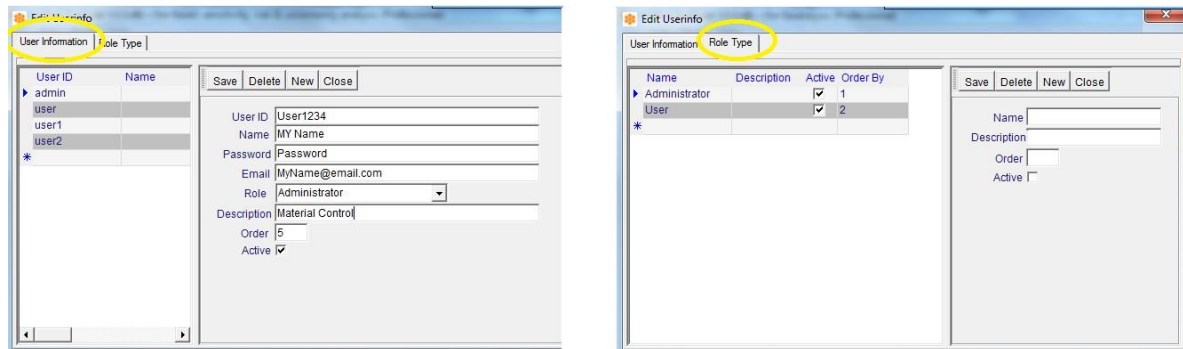 Edit Userinfo
User Information Role Type
User ID Name
admin
user
user1
user2
*
Save Delete New Close
User ID User1234
Name MY Name
Password Password
Email MyName@email.com
Role Administrator
Description Material Control
Order 5
Active
Edit Userinfo
User Information Role Type
Name Description Active Order By
Administrator 1
User 2
*
Save Delete New Close
Name
Description
Order
Active